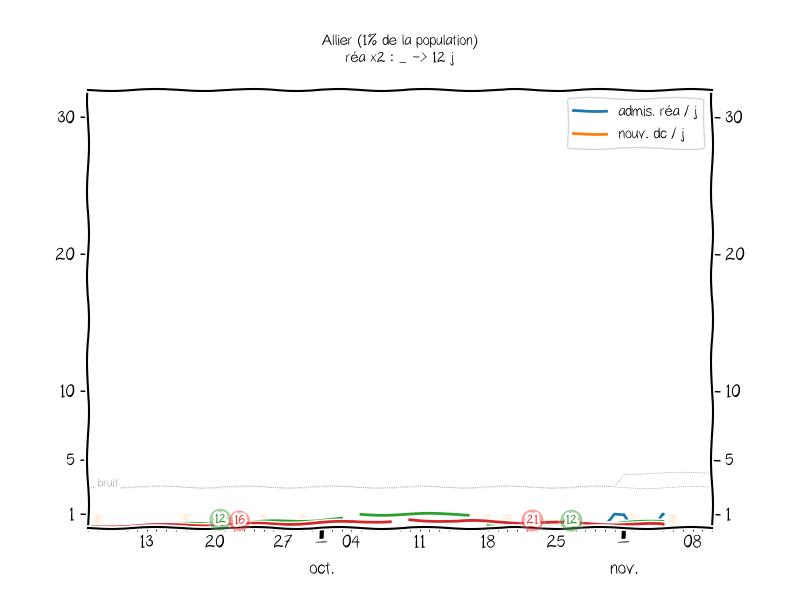 Allier (1% de la population)
réa x2 : _ -> 12 j
admis. réa / j
nouv. dc / j
30 30
20 20
10 10
5 5
bruit
1 1
12 16 21 12
13 20 27 04 11 18 25 08
oct. nov.